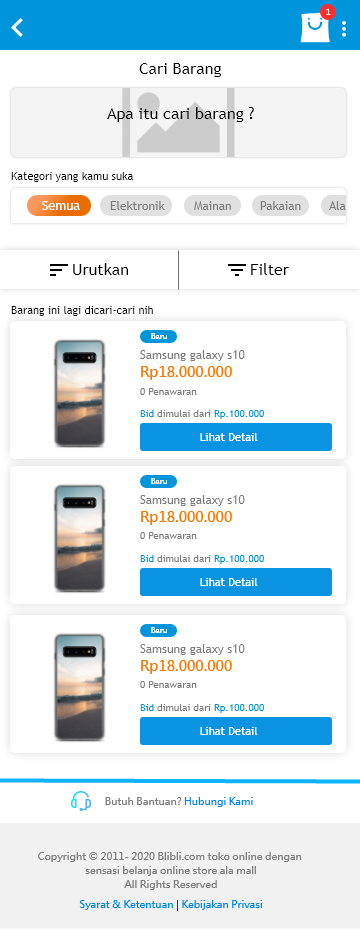 1
Cari Barang
Apa itu cari barang ?
Kategori yang kamu suka
Semua Elektronik Mainan Pakaian Ala
Urutkan Filter
Barang ini lagi dicari-cari nih
Baru
Samsung galaxy s10
Rp18.000.000
0 Penawaran
Bid dimulai dari Rp.100.000
Lihat Detail
Baru
Samsung galaxy s10
Rp18.000.000
0 Penawaran
Bid dimulai dari Rp.100.000
Lihat Detail
Baru
Samsung galaxy s10
Rp18.000.000
0 Penawaran
Bid dimulai dari Rp.100.000
Lihat Detail
Butuh Bantuan? Hubungi Kami
Copyright © 2011- 2020 Blibli.com toko online dengan
sensasi belanja online store ala mall
All Rights Reserved
Syarat & Ketentuan | Kebijakan Privasi